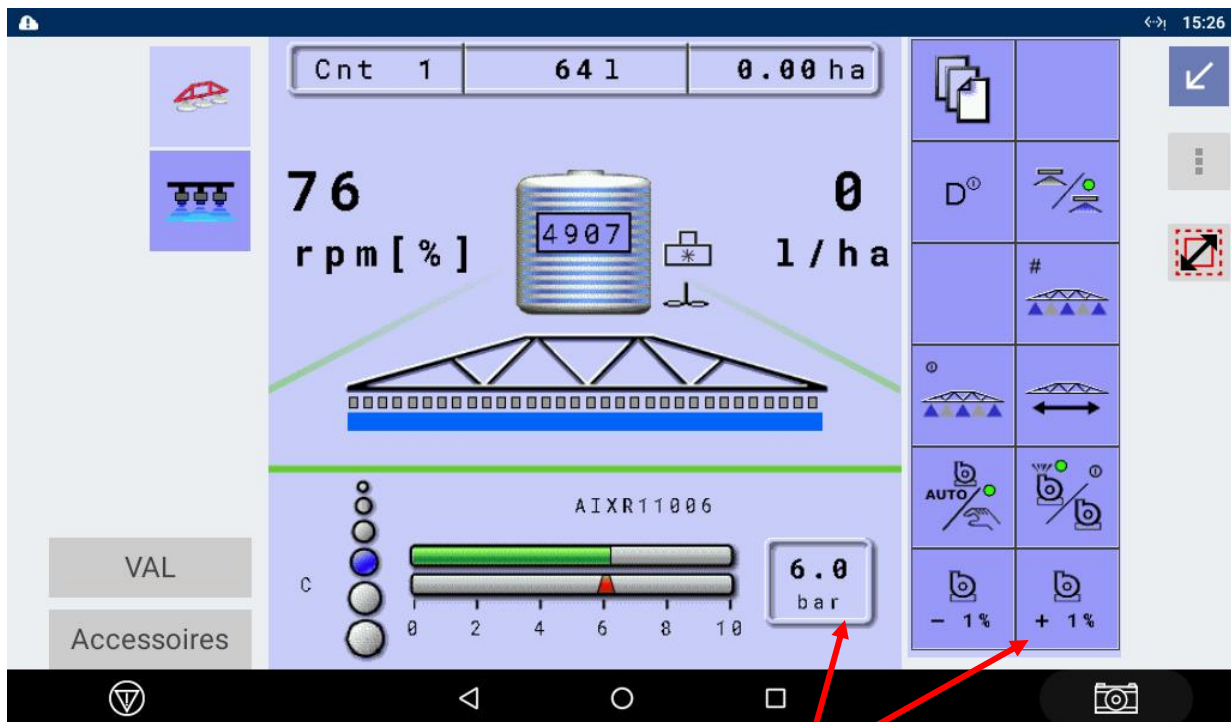 15:26
Cnt 1 64 l 0.00 ha
76
rpm[%]
4907
0
l/ha
D
#
AUTO
AIXR11006
C
0 2 4 6 8 10
6.0
bar
- 1%
+ 1%
VAL
Accessoires